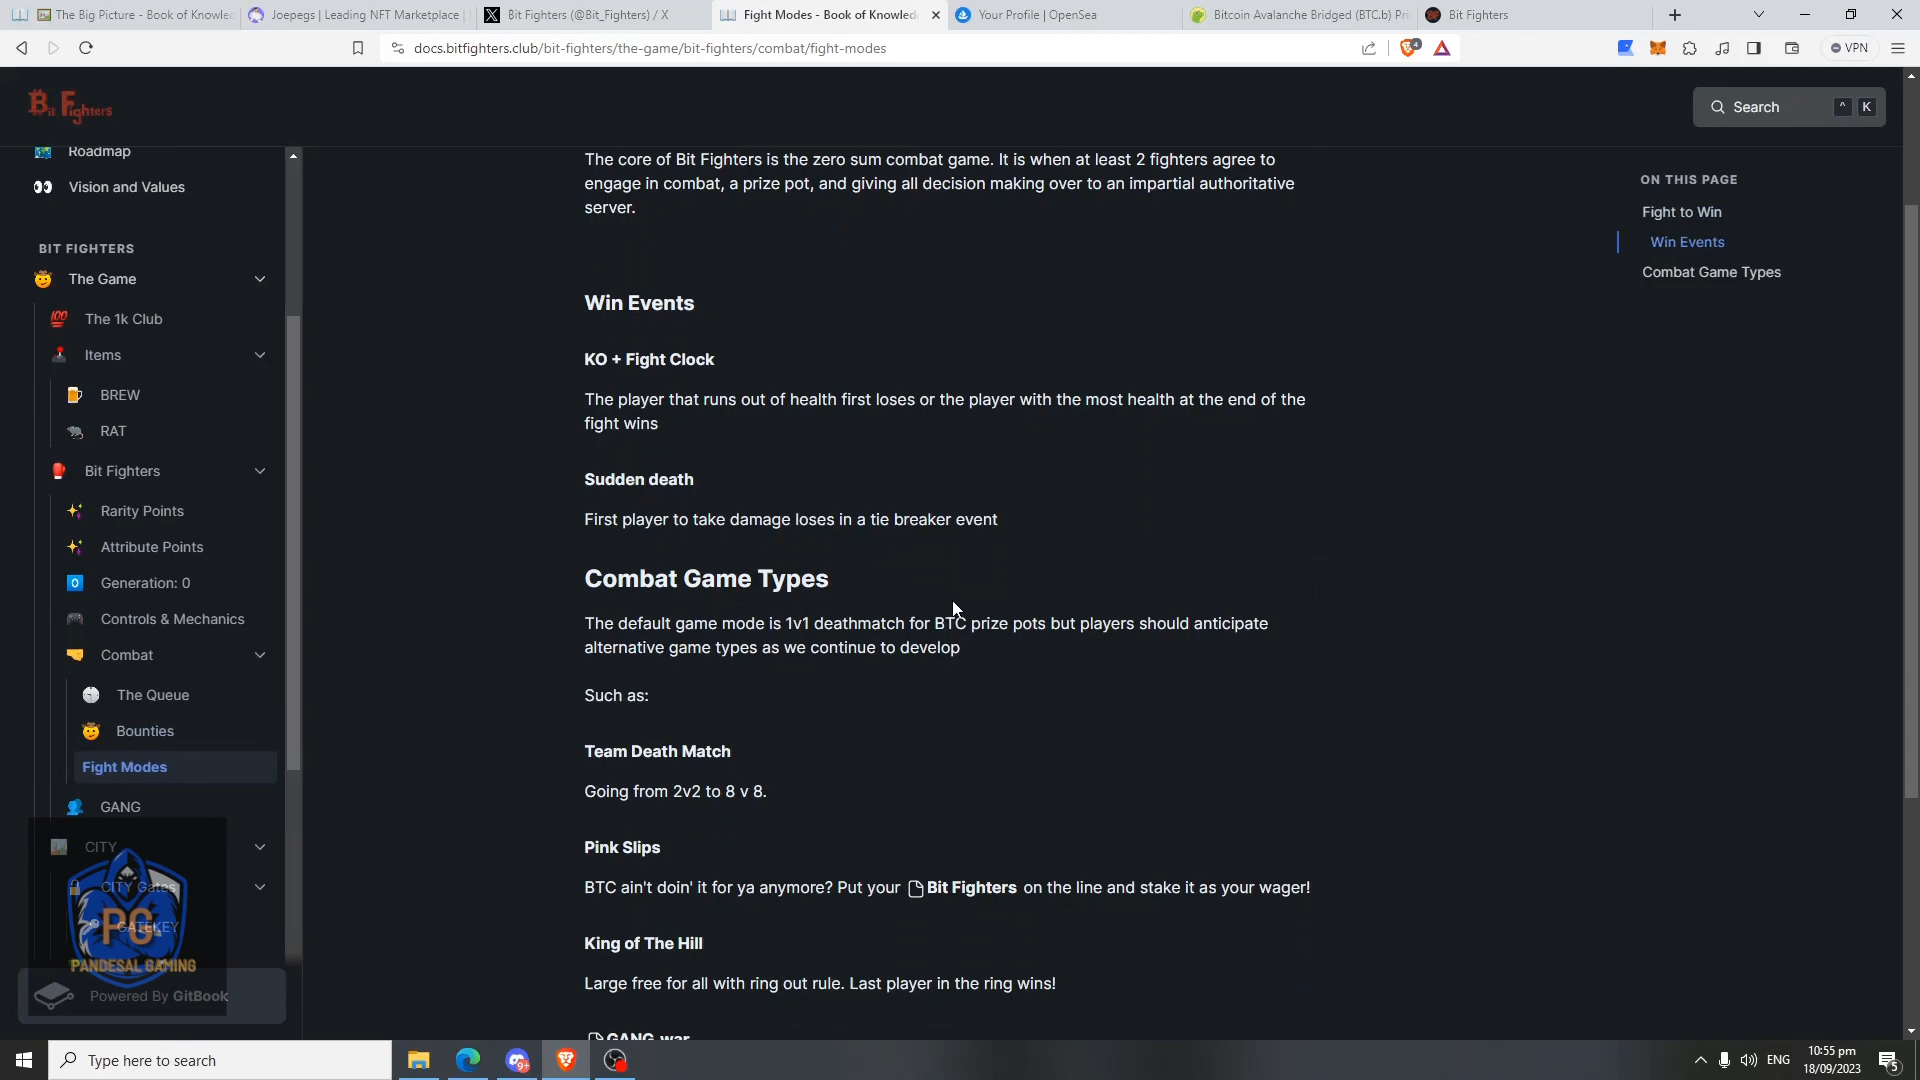 The Big Picture - Book of Knowled
Joepegs | Leading NFT Marketplace |
Bit Fighters (@Bit_Fighters) / X
Fight Modes - Book of Knowled
Your Profile | OpenSea
Bitcoin Avalanche Bridged (BTC.b) Pri
Bit Fighters
docs.bitfighters.club/bit-fighters/the-game/bit-fighters/combat/fight-modes
4
VPN
Bit Fighters
Search
^ K
Roadmap
Vision and Values
BIT FIGHTERS
The Game
The 1k Club
Items
BREW
RAT
Bit Fighters
Rarity Points
Attribute Points
Generation: 0
Controls & Mechanics
Combat
The Queue
Bounties
Fight Modes
GANG
CITY
CITY Gates
GATEKEY
PG
PANDESAL GAMING
Powered By GitBook
The core of Bit Fighters is the zero sum combat game. It is when at least 2 fighters agree to
engage in combat, a prize pot, and giving all decision making over to an impartial authoritative
server.
Win Events
KO + Fight Clock
The player that runs out of health first loses or the player with the most health at the end of the
fight wins
Sudden death
First player to take damage loses in a tie breaker event
Combat Game Types
The default game mode is 1v1 deathmatch for BTC prize pots but players should anticipate
alternative game types as we continue to develop
Such as:
Team Death Match
Going from 2v2 to 8 v 8.
Pink Slips
BTC ain't doin' it for ya anymore? Put your Bit Fighters on the line and stake it as your wager!
King of The Hill
Large free for all with ring out rule. Last player in the ring wins!
GANG war
ON THIS PAGE
Fight to Win
Win Events
Combat Game Types
Type here to search
9+
ENG
10:55 pm
18/09/2023
5